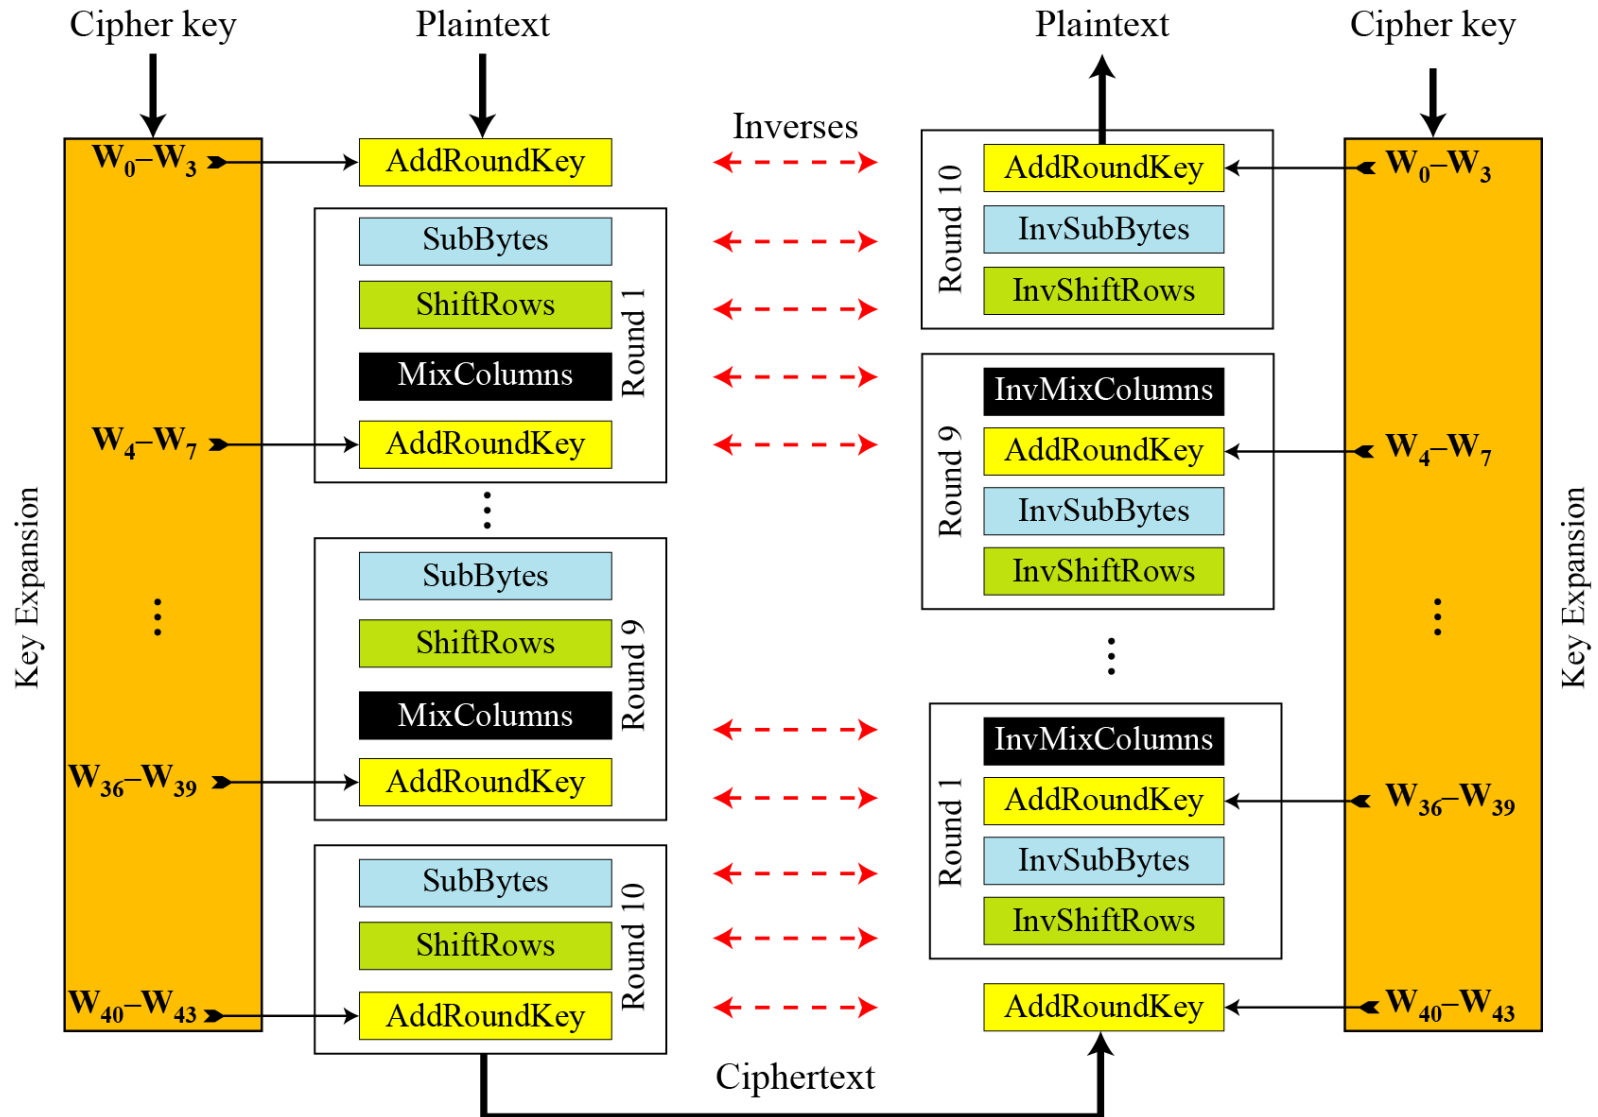 Cipher key
Plaintext
Plaintext
Cipher key
Inverses
W0–W3
AddRoundKey
SubBytes
ShiftRows
MixColumns
Round 1
W4–W7
AddRoundKey
⋮
Key Expansion
⋮
SubBytes
ShiftRows
MixColumns
Round 9
W36–W39
AddRoundKey
SubBytes
ShiftRows
Round 10
W40–W43
AddRoundKey
Ciphertext
AddRoundKey
W0–W3
Round 10
InvSubBytes
InvShiftRows
InvMixColumns
Round 9
AddRoundKey
W4–W7
InvSubBytes
InvShiftRows
⋮
⋮
Key Expansion
InvMixColumns
Round 1
AddRoundKey
W36–W39
InvSubBytes
InvShiftRows
AddRoundKey
W40–W43